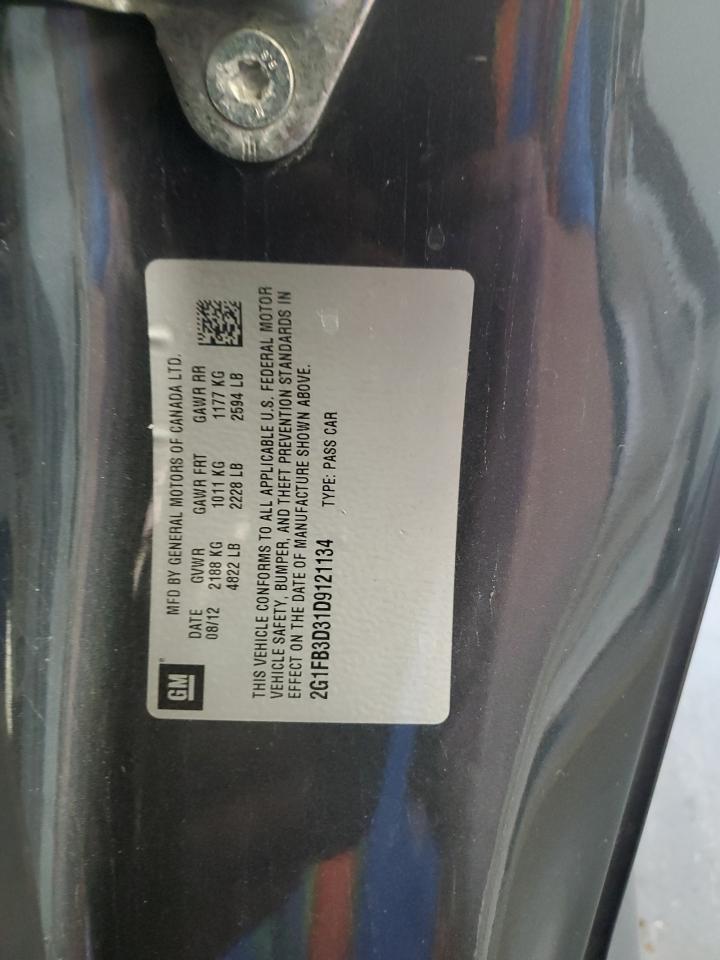 MFD BY GENERAL MOTORS OF CANADA LTD.
DATE GVWR GAWR FRT GAWR RR
08/12 2188 KG 1011 KG 1177 KG
4822 LB 2228 LB 2594 LB
GM
THIS VEHICLE CONFORMS TO ALL APPLICABLE U.S. FEDERAL MOTOR
VEHICLE SAFETY, BUMPER, AND THEFT PREVENTION STANDARDS IN
EFFECT ON THE DATE OF MANUFACTURE SHOWN ABOVE.
2G1FB3D31D9121134 TYPE: PASS CAR